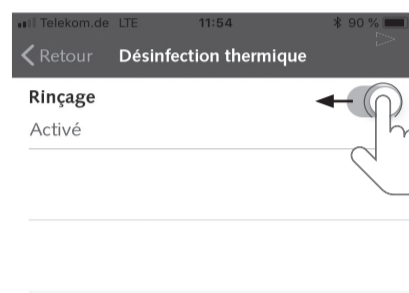 Telekom.de LTE 11:54 90 %
Retour Désinfection thermique
Rinçage
Activé